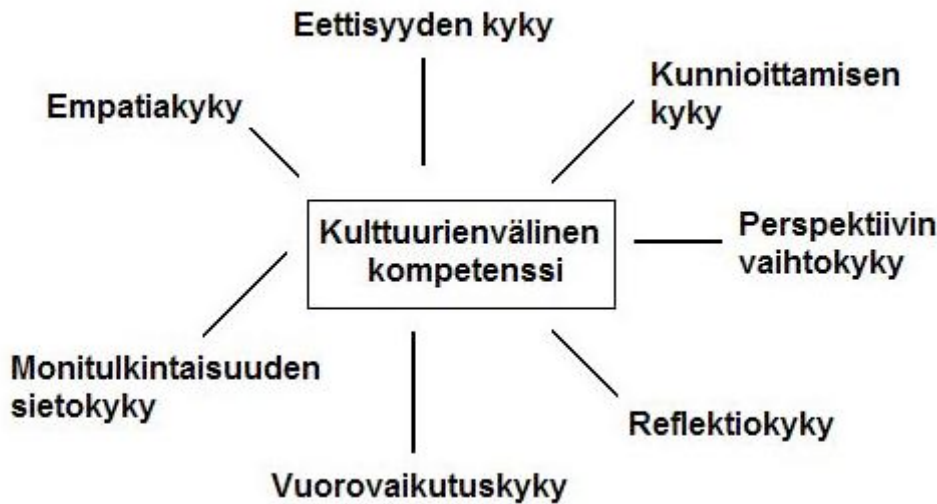 Eettisyyden kyky
Kunnioittamisen
kyky
Empatiakyky
Kulttuurienvälinen
kompetenssi
Perspektiivin
vaihtokyky
Monitulkintaisuuden
sietokyky
Reflektiokyky
Vuorovaikutuskyky